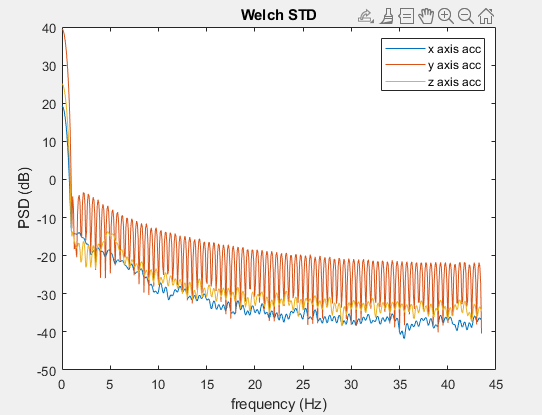 Welch STD
x axis acc
y axis acc
z axis acc
PSD (dB)
40
30
20
10
0
-10
-20
-30
-40
-50
0 5 10 15 20 25 30 35 40 45
frequency (Hz)